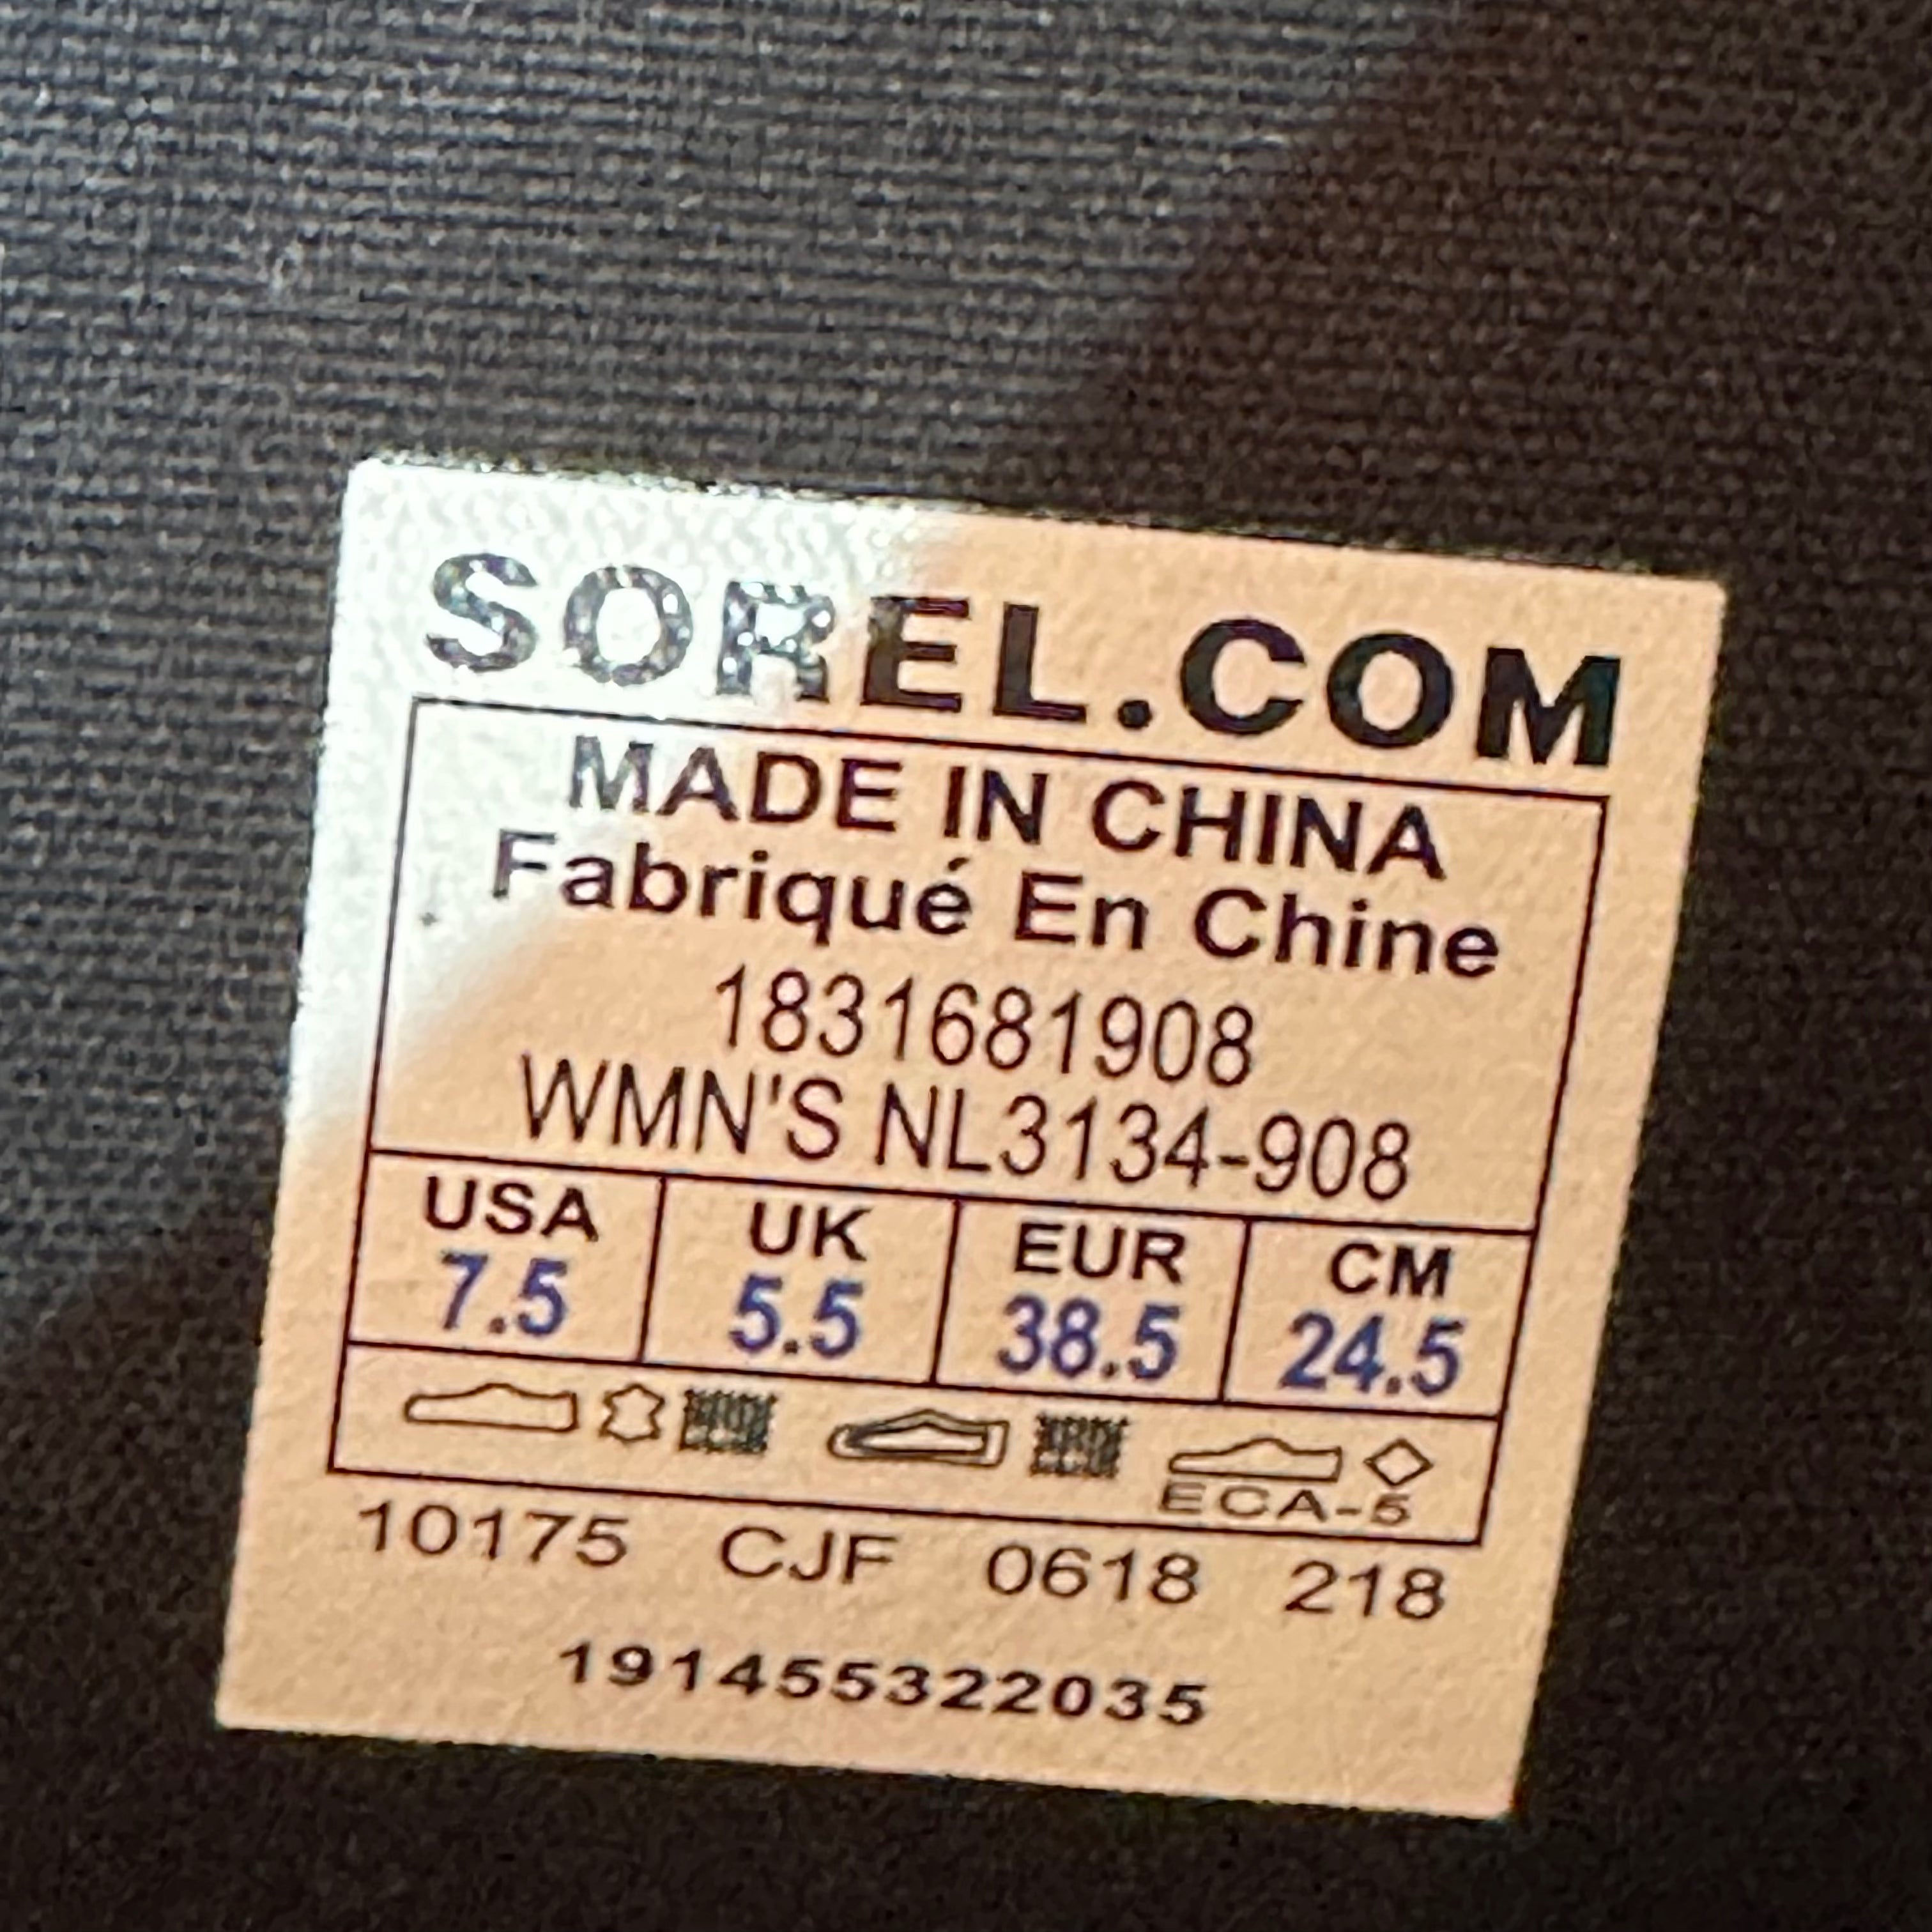 SOREL.COM
MADE IN CHINA
Fabriqué En Chine
1831681908
WMN'S NL3134-908
USA UK EUR CM
7.5 5.5 38.5 24.5
ECA-5
10175 CJF 0618 218
191455322035